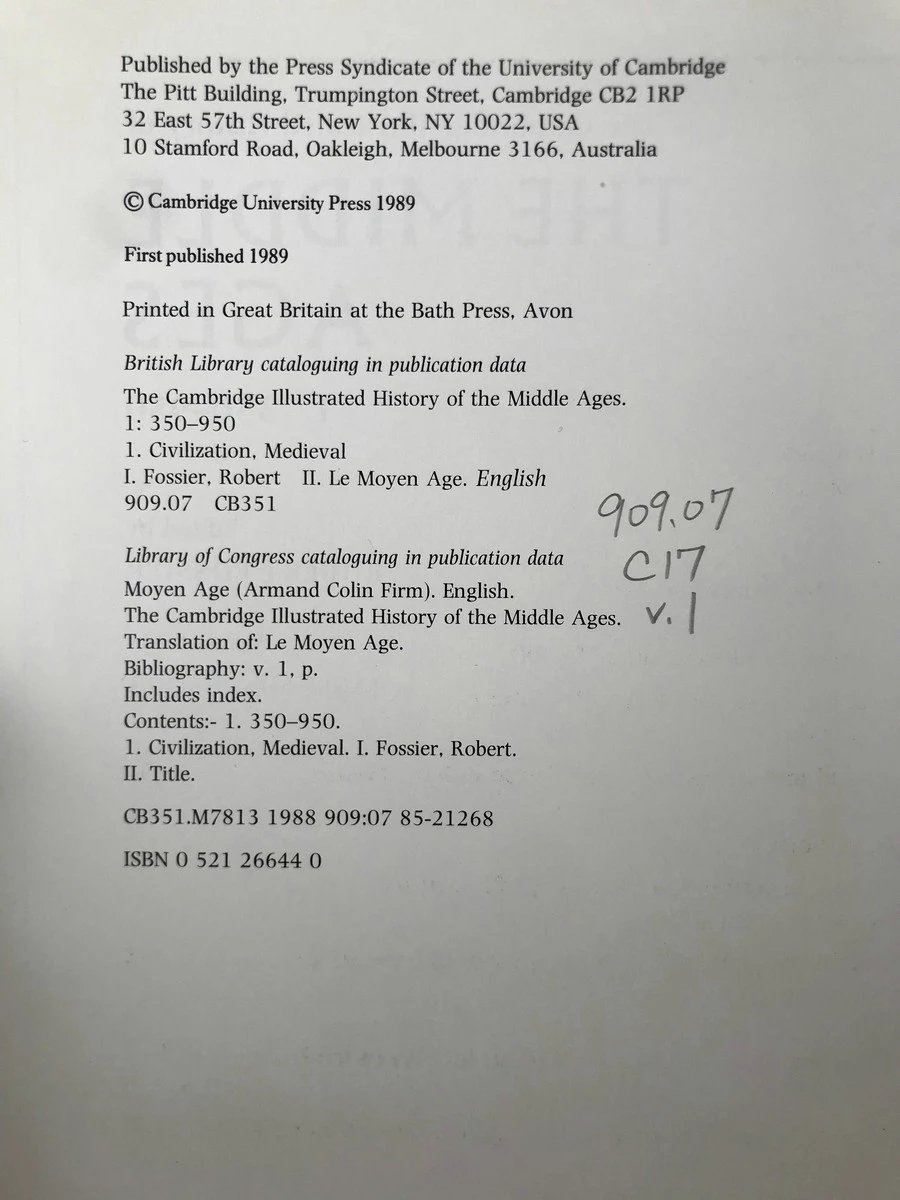 Published by the Press Syndicate of the University of Cambridge
The Pitt Building, Trumpington Street, Cambridge CB2 1RP
32 East 57th Street, New York, NY 10022, USA
10 Stamford Road, Oakleigh, Melbourne 3166, Australia
© Cambridge University Press 1989
First published 1989
Printed in Great Britain at the Bath Press, Avon
British Library cataloguing in publication data
The Cambridge Illustrated History of the Middle Ages.
1: 350–950
1. Civilization, Medieval
I. Fossier, Robert II. Le Moyen Age. English
909.07 CB351
909.07
C17
v.1
Library of Congress cataloguing in publication data
Moyen Age (Armand Colin Firm). English.
The Cambridge Illustrated History of the Middle Ages.
Translation of: Le Moyen Age.
Bibliography: v. 1, p.
Includes index.
Contents:- 1. 350–950.
1. Civilization, Medieval. I. Fossier, Robert.
II. Title.
CB351.M7813 1988 909:07 85-21268
ISBN 0 521 26644 0